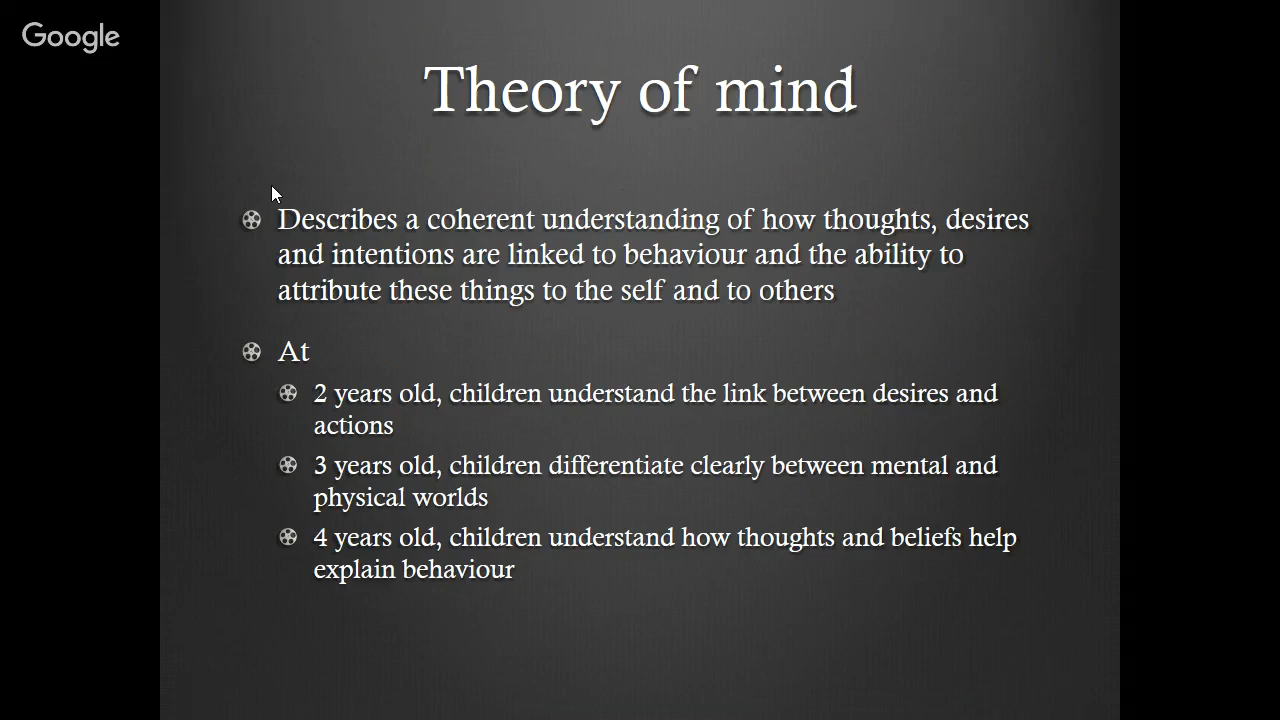 Google
Theory of mind
Describes a coherent understanding of how thoughts, desires
and intentions are linked to behaviour and the ability to
attribute these things to the self and to others
At
2 years old, children understand the link between desires and
actions
3 years old, children differentiate clearly between mental and
physical worlds
4 years old, children understand how thoughts and beliefs help
explain behaviour